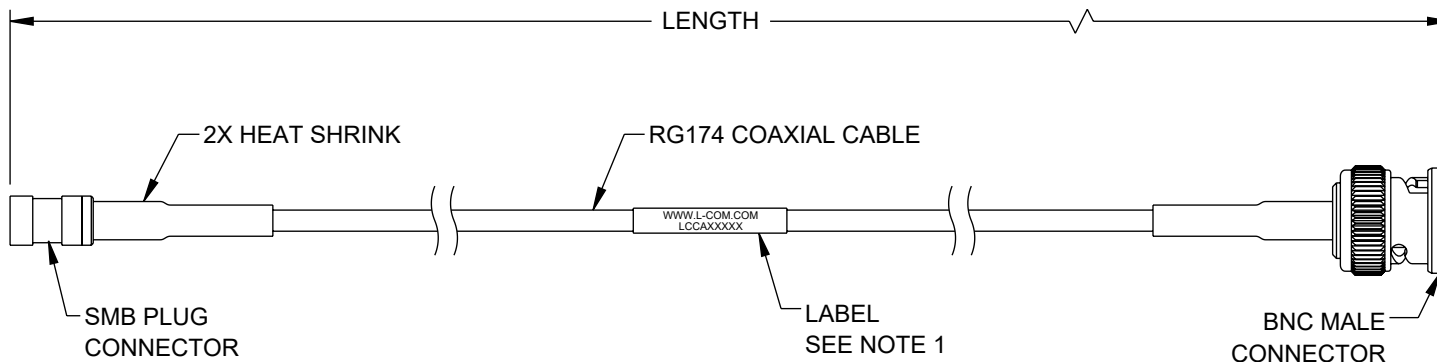 LENGTH
2X HEAT SHRINK
RG174 COAXIAL CABLE
WWW.L-COM.COM
LCCAXXXXX
SMB PLUG
CONNECTOR
LABEL
SEE NOTE 1
BNC MALE
CONNECTOR